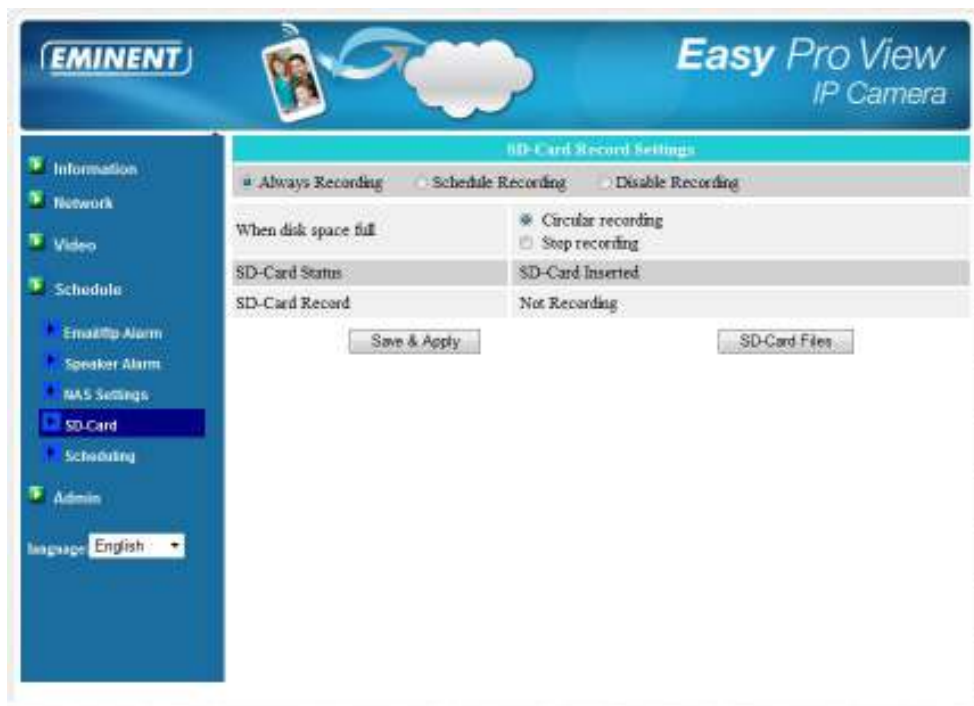 EMINENT
Easy Pro View
IP Camera
Information
Network
Video
Schedule
Email/ftp Alarm
Speaker Alarm
NAS Settings
SD-Card
Scheduling
Admin
language English
SD-Card Record Settings
Always Recording Schedule Recording Disable Recording
When disk space full
Circular recording
Stop recording
SD-Card Status SD-Card Inserted
SD-Card Record Not Recording
Save & Apply SD-Card Files